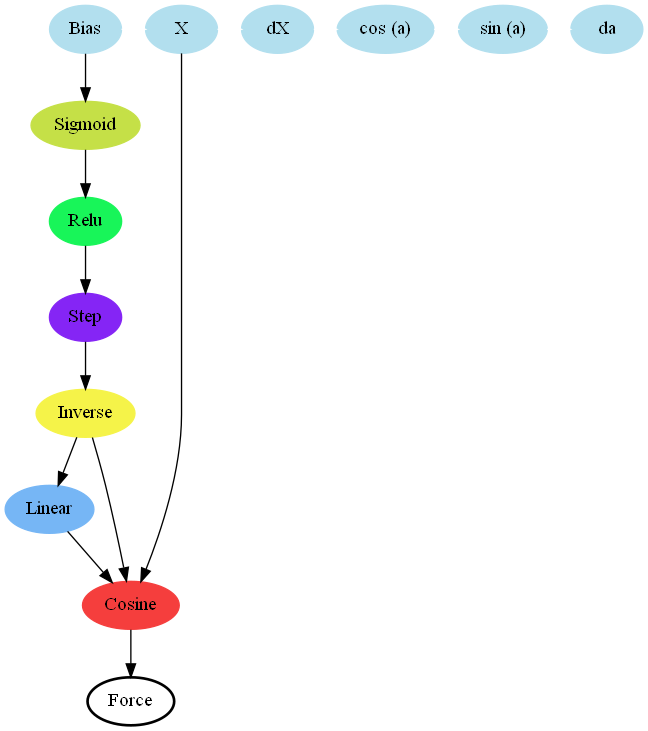 Bias
X
dX
cos (a)
sin (a)
da
Sigmoid
Relu
Step
Inverse
Linear
Cosine
Force